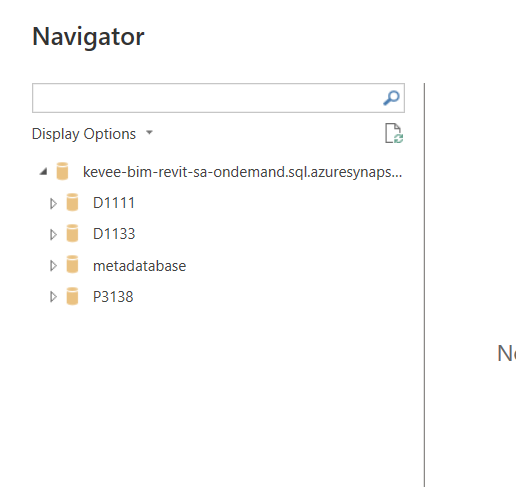 Navigator
Display Options
kevee-bim-revit-sa-ondemand.sql.azuresynaps...
D1111
D1133
metadatabase
P3138